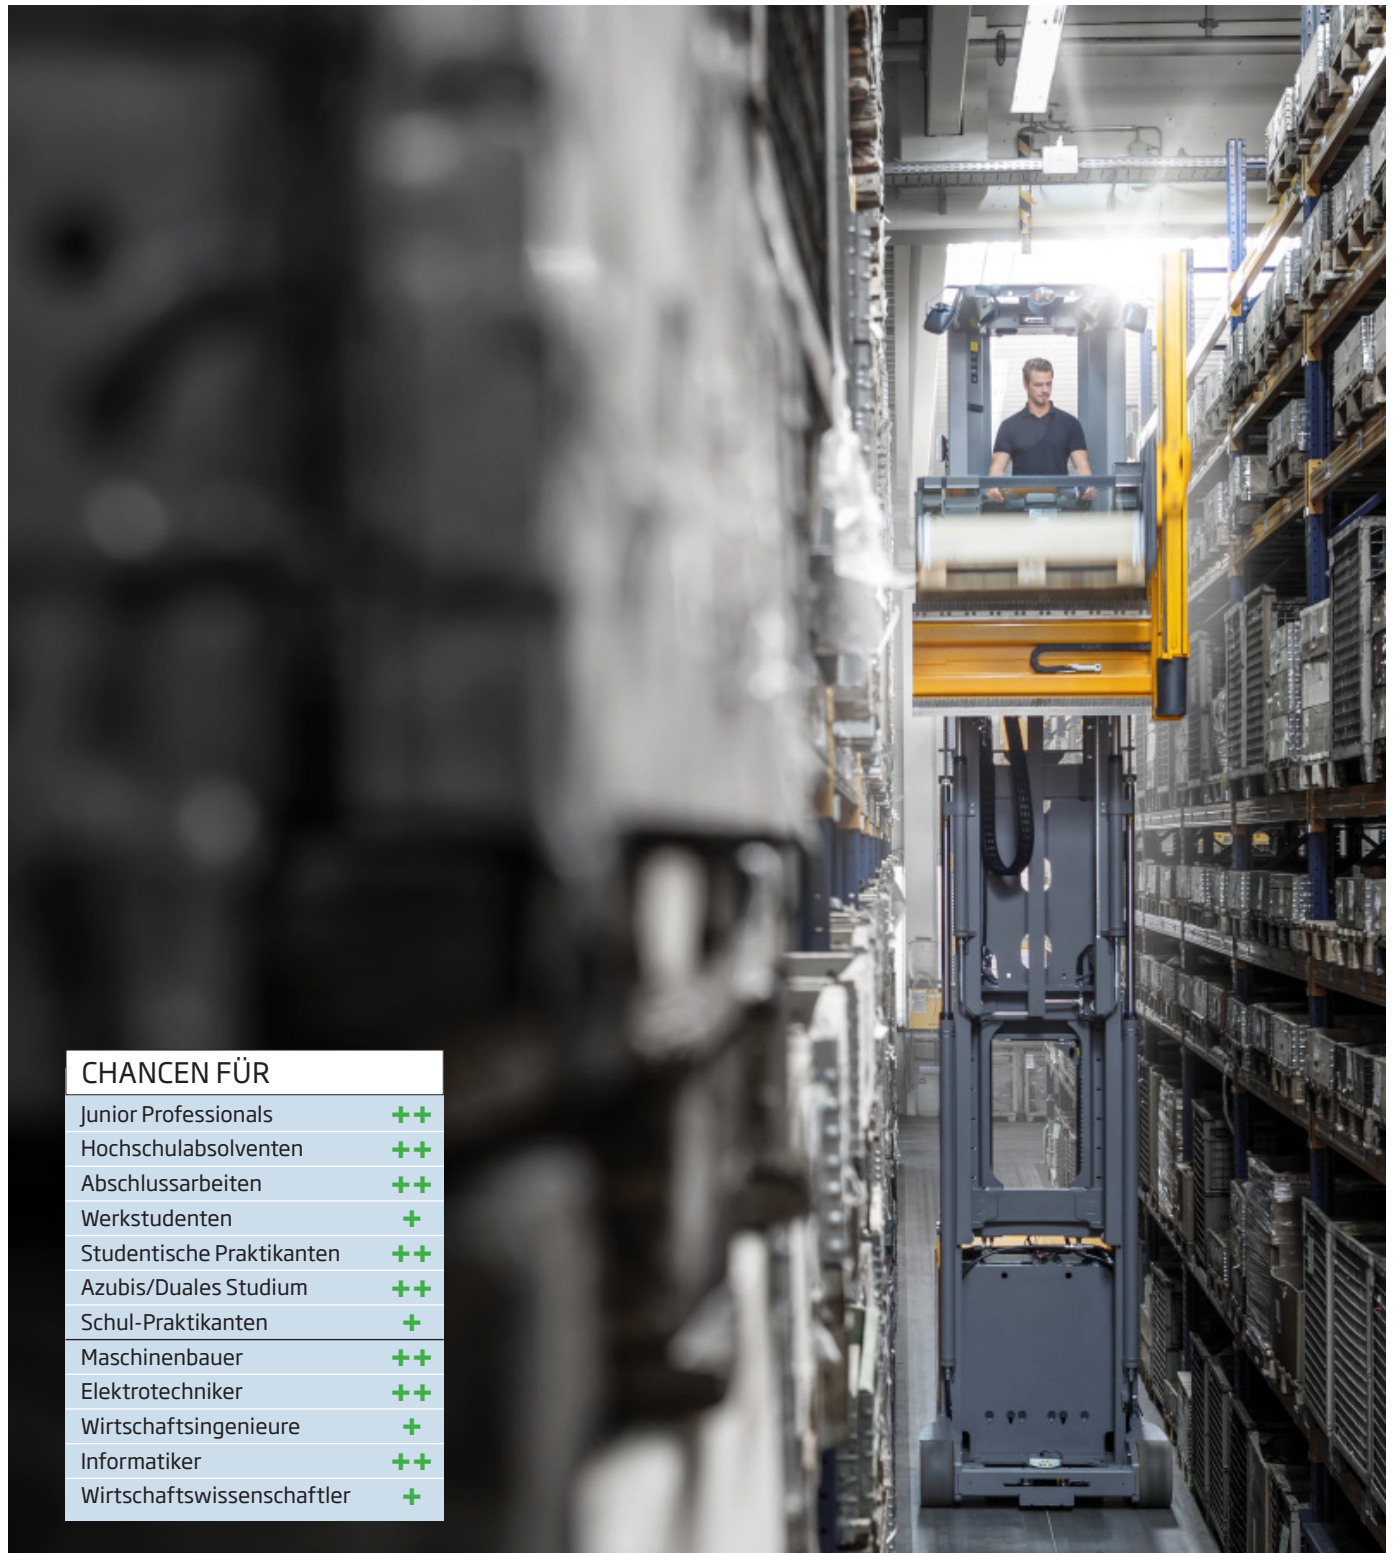 CHANCEN FÜR
Junior Professionals ++
Hochschulabsolventen ++
Abschlussarbeiten ++
Werkstudenten +
Studentische Praktikanten ++
Azubis/Duales Studium ++
Schul-Praktikanten +
Maschinenbauer ++
Elektrotechniker ++
Wirtschaftsingenieure +
Informatiker ++
Wirtschaftswissenschaftler +